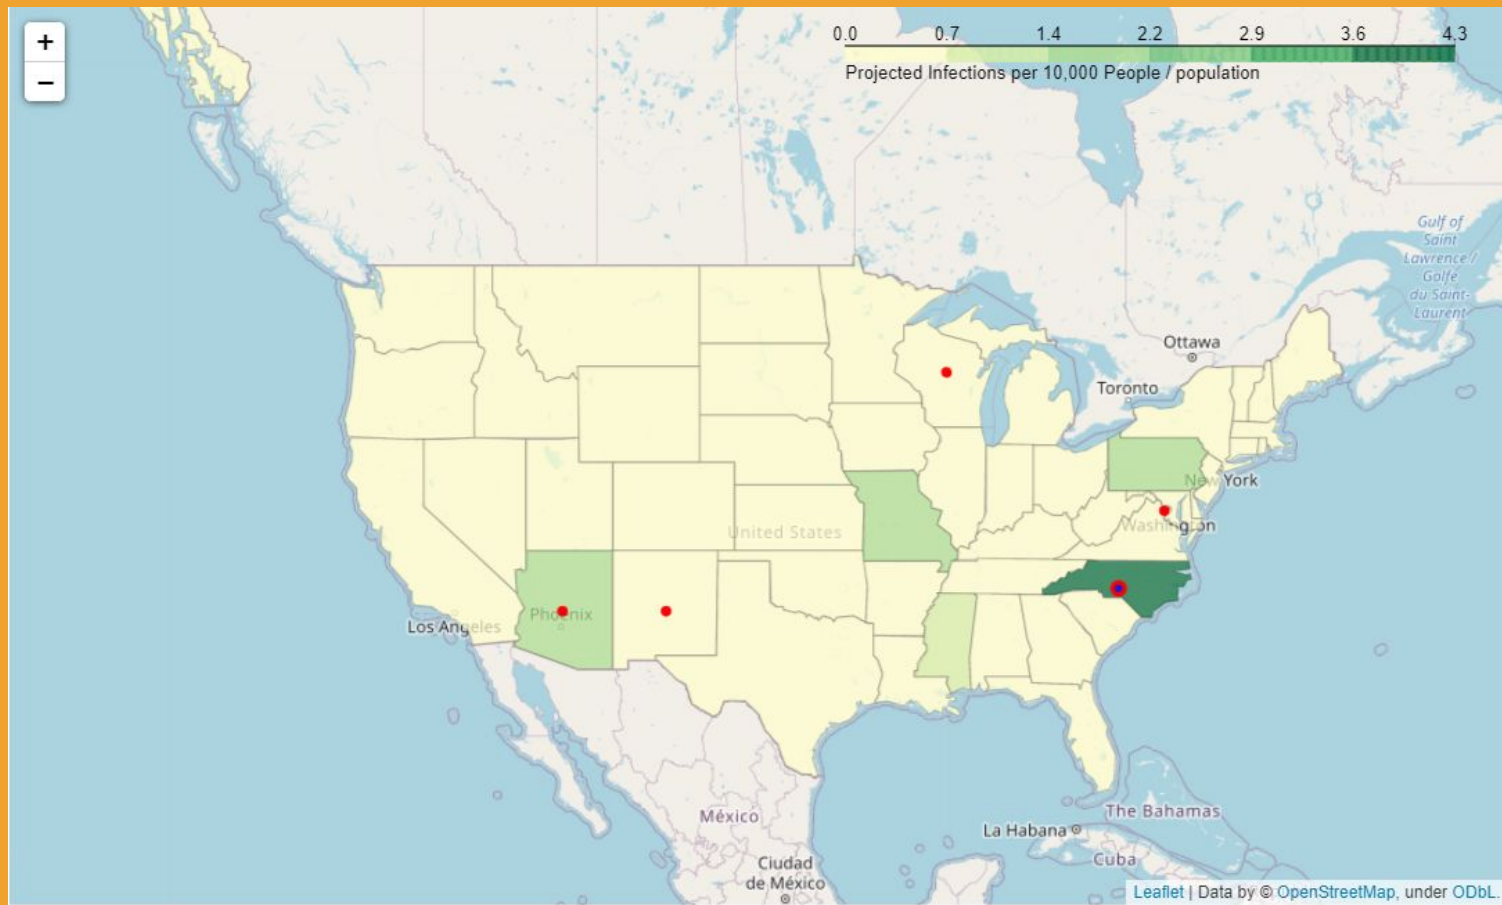 +
−
0.0 0.7 1.4 2.2 2.9 3.6 4.3
Projected Infections per 10,000 People / population
Gulf of
Saint
Lawrence /
Golfe
du Saint-
Laurent
Ottawa
Toronto
New York
United States
Washington
Phoenix
Los Angeles
México
The Bahamas
La Habana
Cuba
Ciudad
de México
Leaflet | Data by © OpenStreetMap, under ODbL.